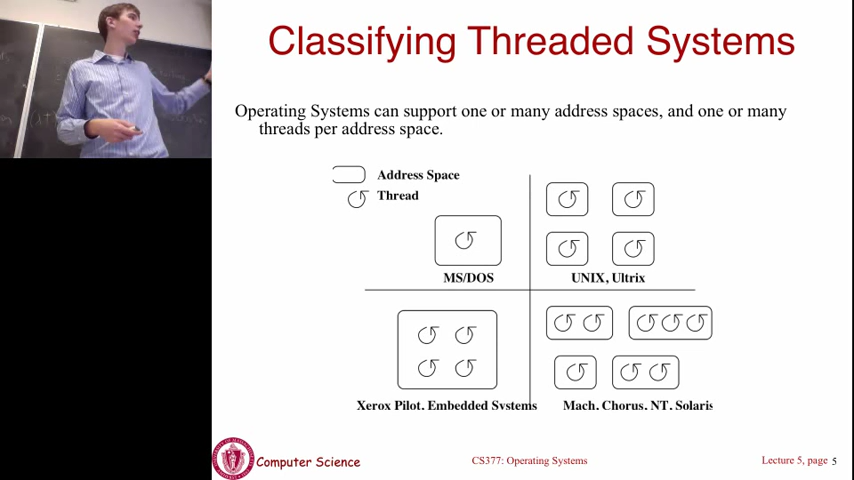 Classifying Threaded Systems
Operating Systems can support one or many address spaces, and one or many
threads per address space.
Address Space
Thread
MS/DOS
UNIX, Ultrix
Xerox Pilot, Embedded Systems
Mach, Chorus, NT, Solaris
Computer Science
CS377: Operating Systems
Lecture 5, page 5